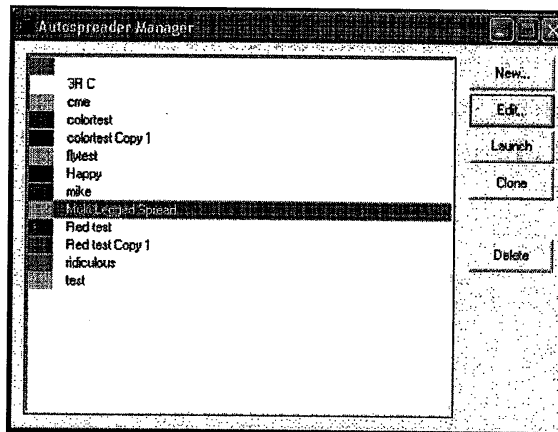 Autospreader Manager
3R C
cme
colortest
colortest Copy 1
flytest
Happy
mike
Multi Legged Spread
Red test
Red test Copy 1
ridiculous
test
New...
Edit...
Launch
Clone
Delete